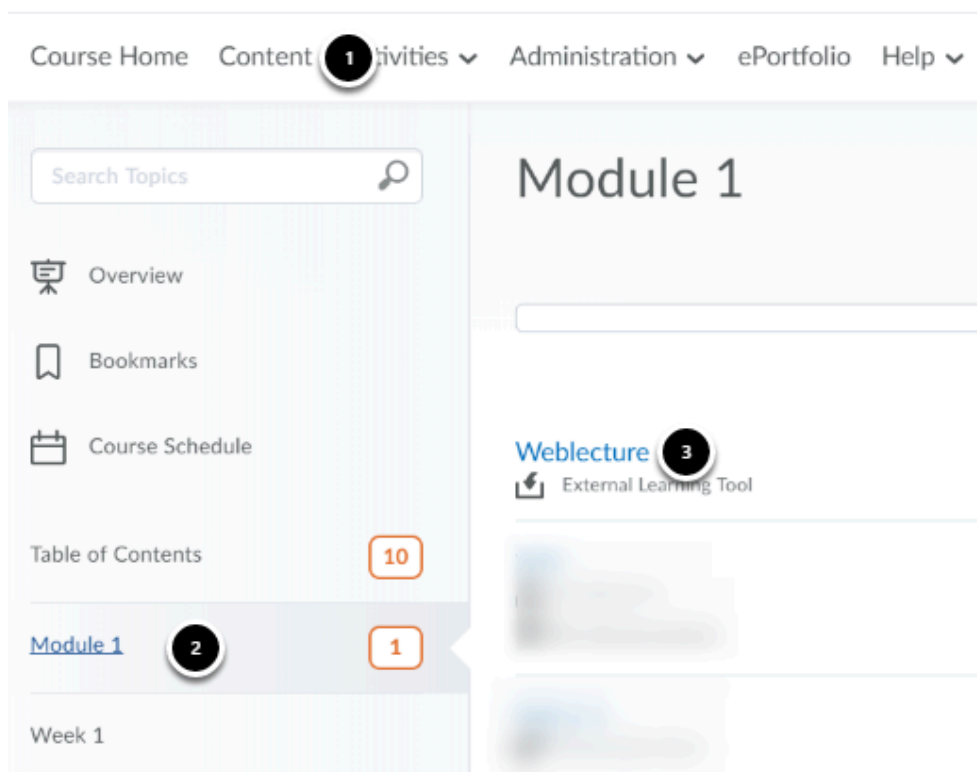 Course Home Content 1 tivities Administration ePortfolio Help
Search Topics
Module 1
Overview
Bookmarks
Course Schedule
Weblecture 3
External Learning Tool
Table of Contents 10
Module 1 2 1
Week 1